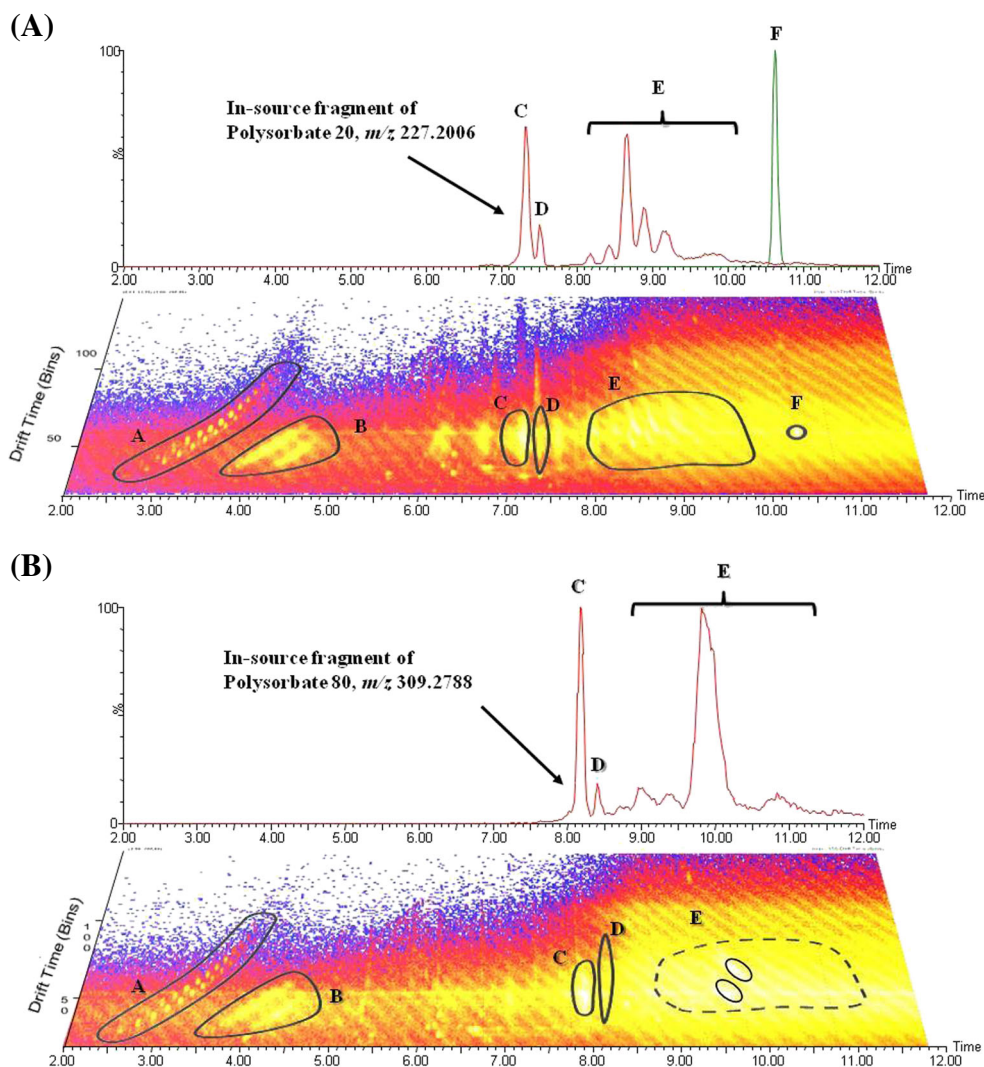 (A)
100
%
0
In-source fragment of
Polysorbate 20, m/z 227.2006
C
D
E
F
2.00 3.00 4.00 5.00 6.00 7.00 8.00 9.00 10.00 11.00 12.00 Time
Drift Time (Bins)
100
50
A
B
C
D
E
F
2.00 3.00 4.00 5.00 6.00 7.00 8.00 9.00 10.00 11.00 12.00 Time
(B)
100
%
0
In-source fragment of
Polysorbate 80, m/z 309.2788
C
D
E
2.00 3.00 4.00 5.00 6.00 7.00 8.00 9.00 10.00 11.00 12.00 Time
Drift Time (Bins)
100
50
A
B
C
D
E
2.00 3.00 4.00 5.00 6.00 7.00 8.00 9.00 10.00 11.00 12.00 Time